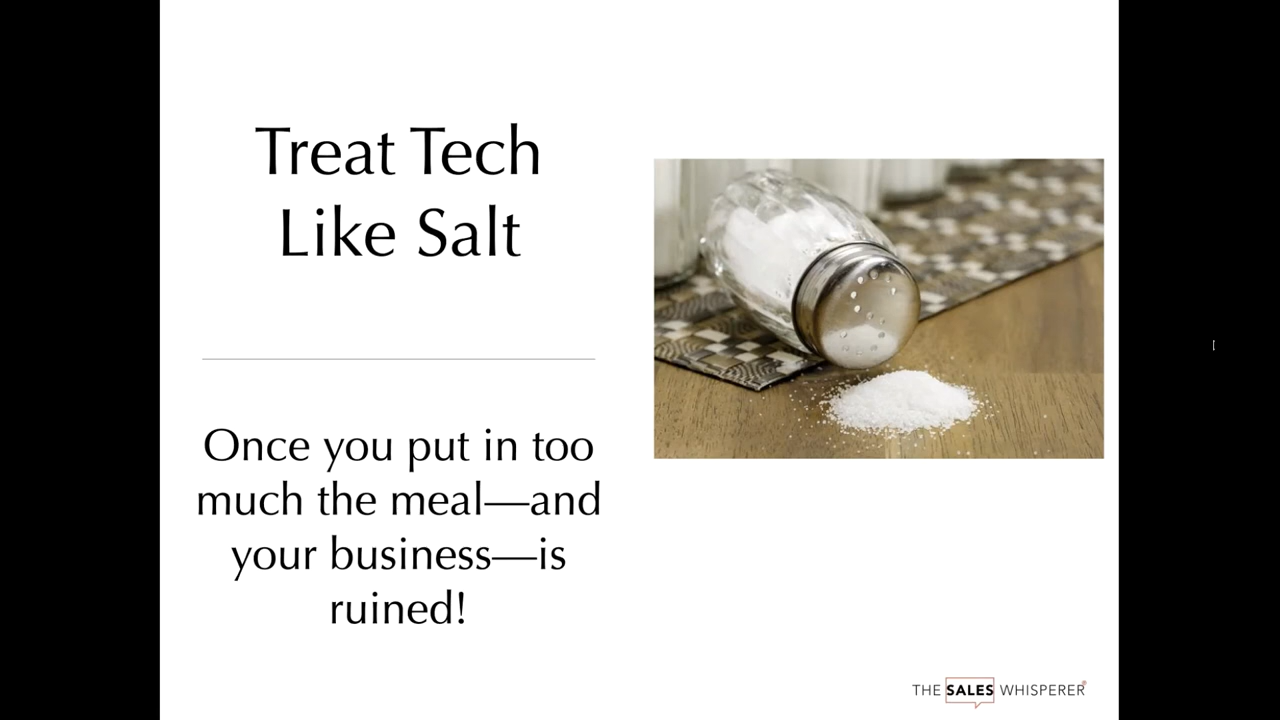 Treat Tech
Like Salt
Once you put in too
much the meal—and
your business—is
ruined!
THE SALES WHISPERER®